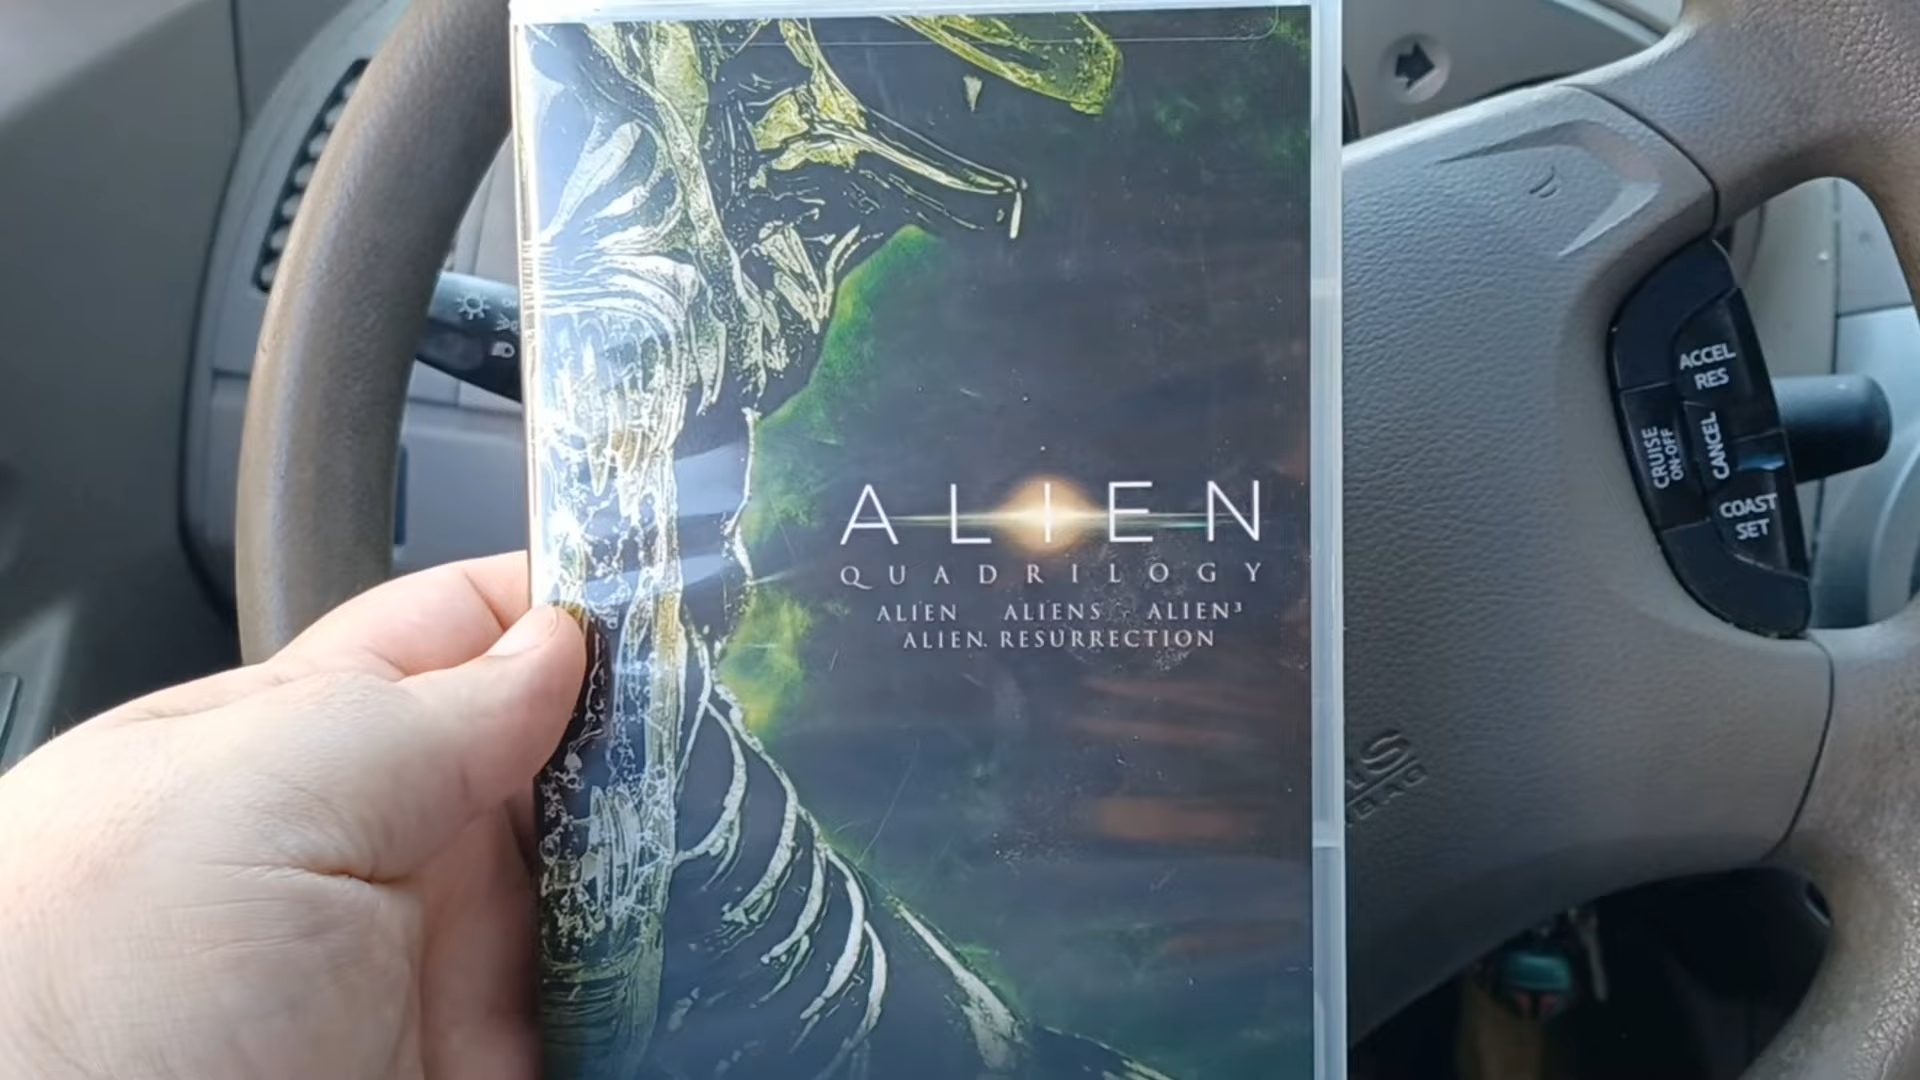 ALIEN
QUADRILOGY
ALIEN ALIENS ALIEN³
ALIEN RESURRECTION
ACCEL
RES
CRUISE
ON-OFF
CANCEL
COAST
SET